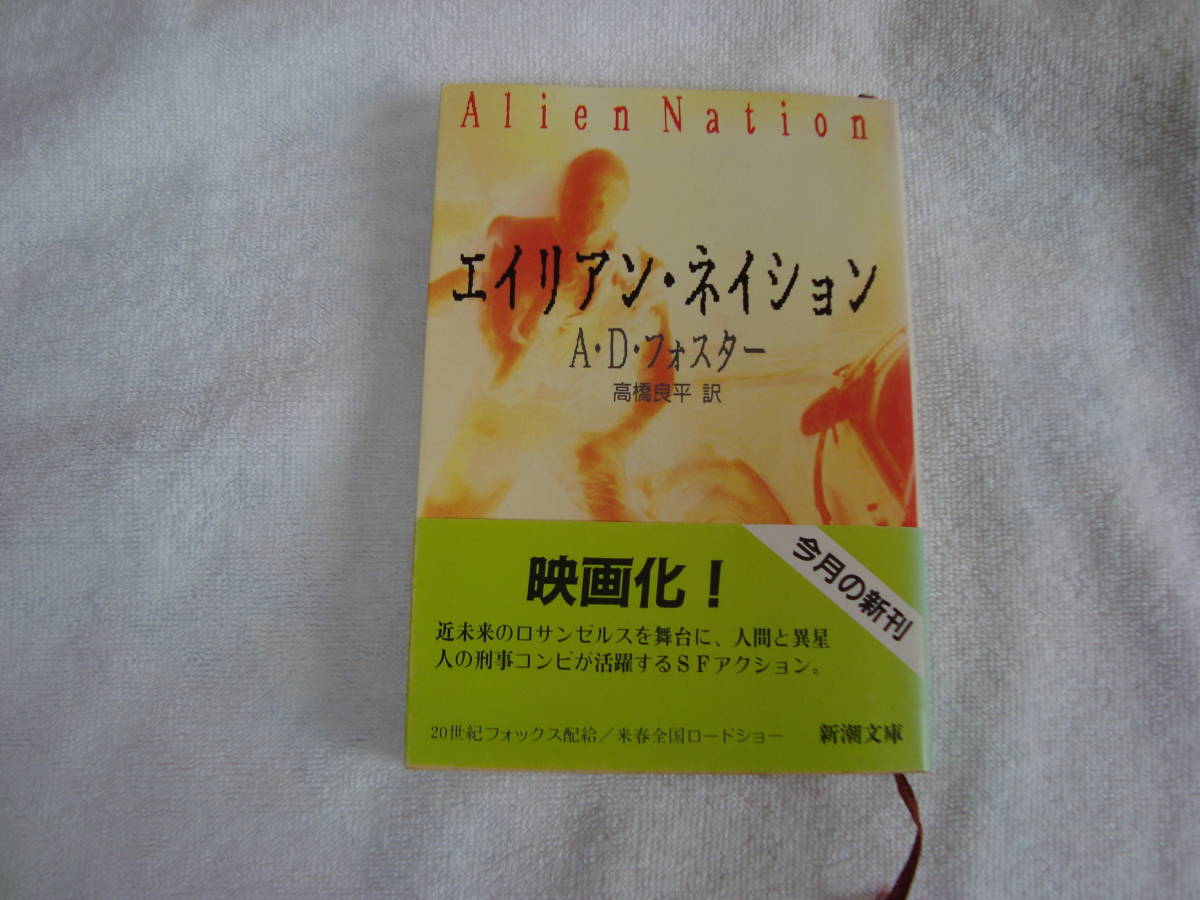 Alien Nation
エイリアン・ネイション
A・D・フォスター
高橋良平 訳
今月の新刊
映画化！
近未来のロサンゼルスを舞台に、人間と異星
人の刑事コンビが活躍するSFアクション。
20世紀フォックス配給／来春全国ロードショー
新潮文庫